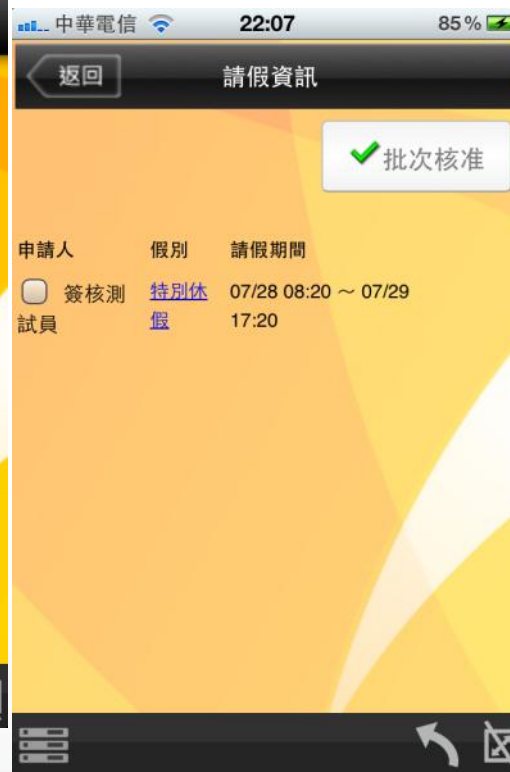 中華電信 22:07 85%
返回 請假資訊
批次核准
申請人 假別 請假期間
簽核測 特別休 07/28 08:20 ～ 07/29
試員 假 17:20